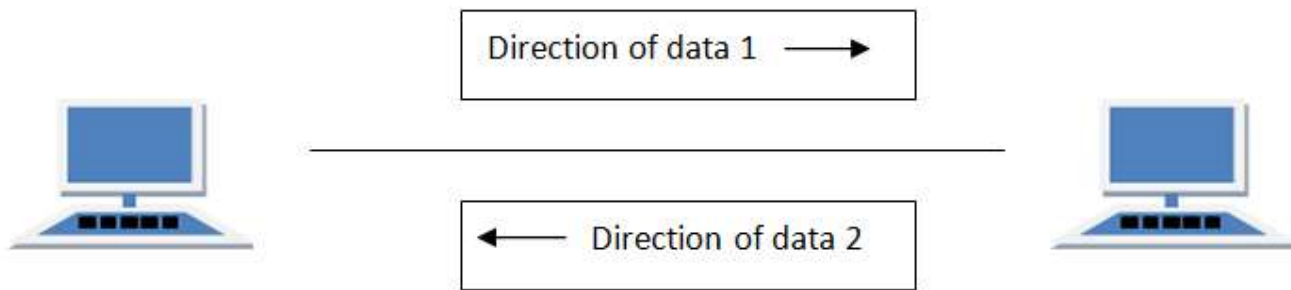 Direction of data 1
Direction of data 2